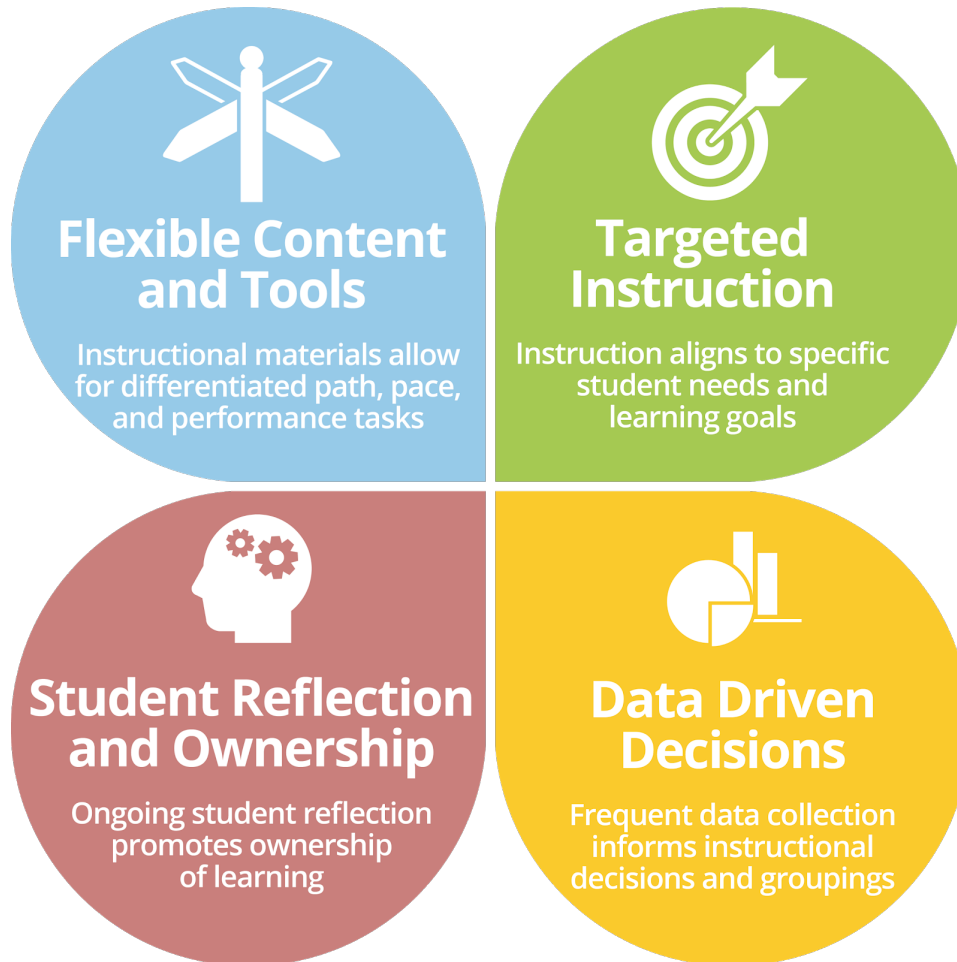 Flexible Content
and Tools
Instructional materials allow
for differentiated path, pace,
and performance tasks
Targeted
Instruction
Instruction aligns to specific
student needs and
learning goals
Student Reflection
and Ownership
Ongoing student reflection
promotes ownership
of learning
Data Driven
Decisions
Frequent data collection
informs instructional
decisions and groupings